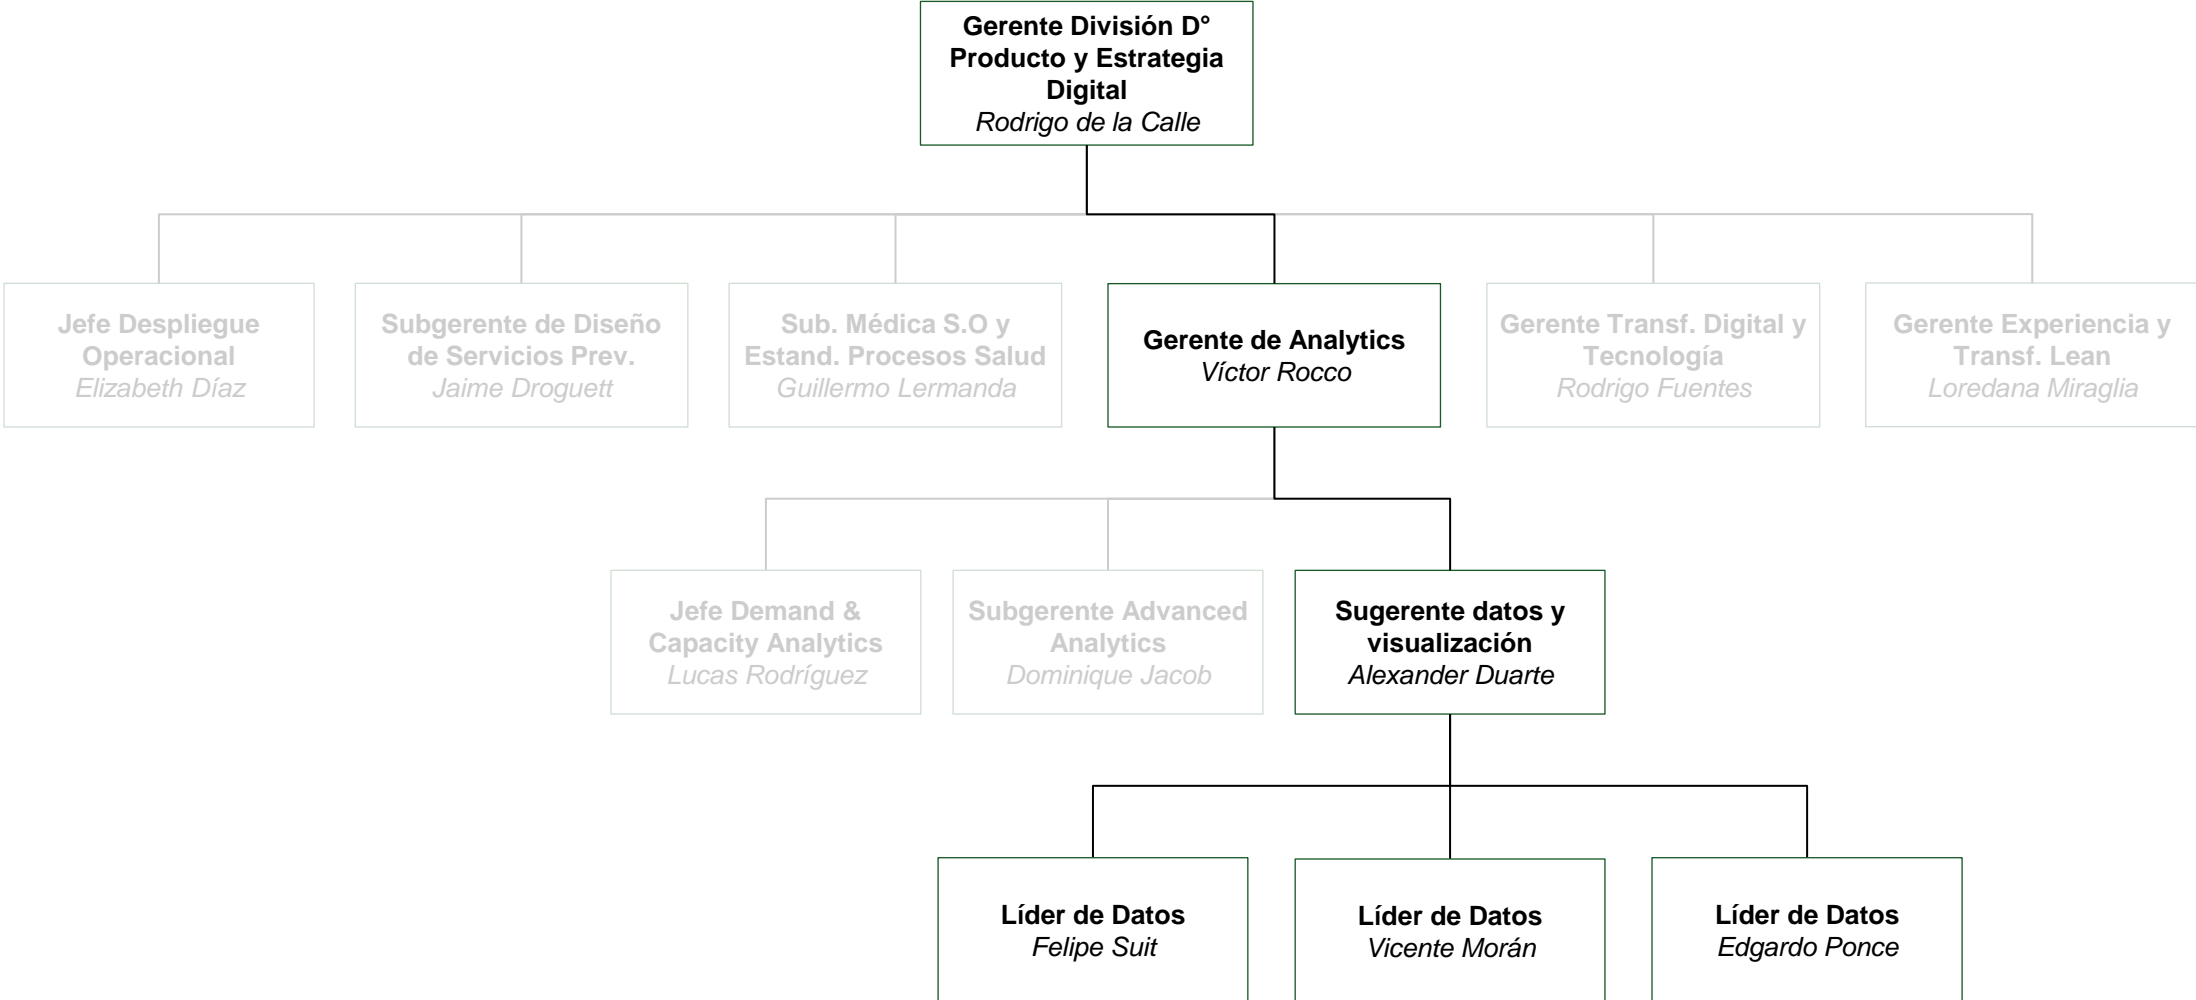 Gerente División D°
Producto y Estrategia
Digital
Rodrigo de la Calle
Jefe Despliegue
Operacional
Elizabeth Díaz
Subgerente de Diseño
de Servicios Prev.
Jaime Droguett
Sub. Médica S.O y
Estand. Procesos Salud
Guillermo Lermanda
Gerente de Analytics
Víctor Rocco
Gerente Transf. Digital y
Tecnología
Rodrigo Fuentes
Gerente Experiencia y
Transf. Lean
Loredana Miraglia
Jefe Demand &
Capacity Analytics
Lucas Rodríguez
Subgerente Advanced
Analytics
Dominique Jacob
Sugerente datos y
visualización
Alexander Duarte
Líder de Datos
Felipe Suit
Líder de Datos
Vicente Morán
Líder de Datos
Edgardo Ponce